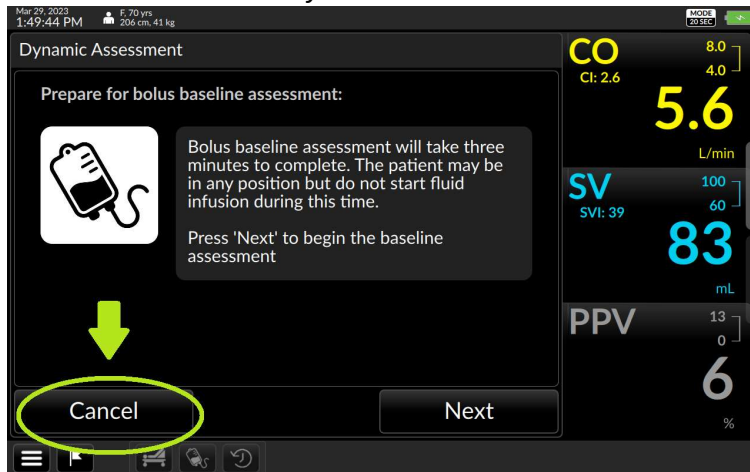 Mar 29, 2023
1:49:44 PM
F, 70 yrs
206 cm, 41 kg
MODE
20 SEC
Dynamic Assessment
Prepare for bolus baseline assessment:
Bolus baseline assessment will take three
minutes to complete. The patient may be
in any position but do not start fluid
infusion during this time.
Press 'Next' to begin the baseline
assessment
Cancel
Next
CO
CI: 2.6
8.0
4.0
5.6
L/min
SV
SVI: 39
100
60
83
mL
PPV
13
0
6
%